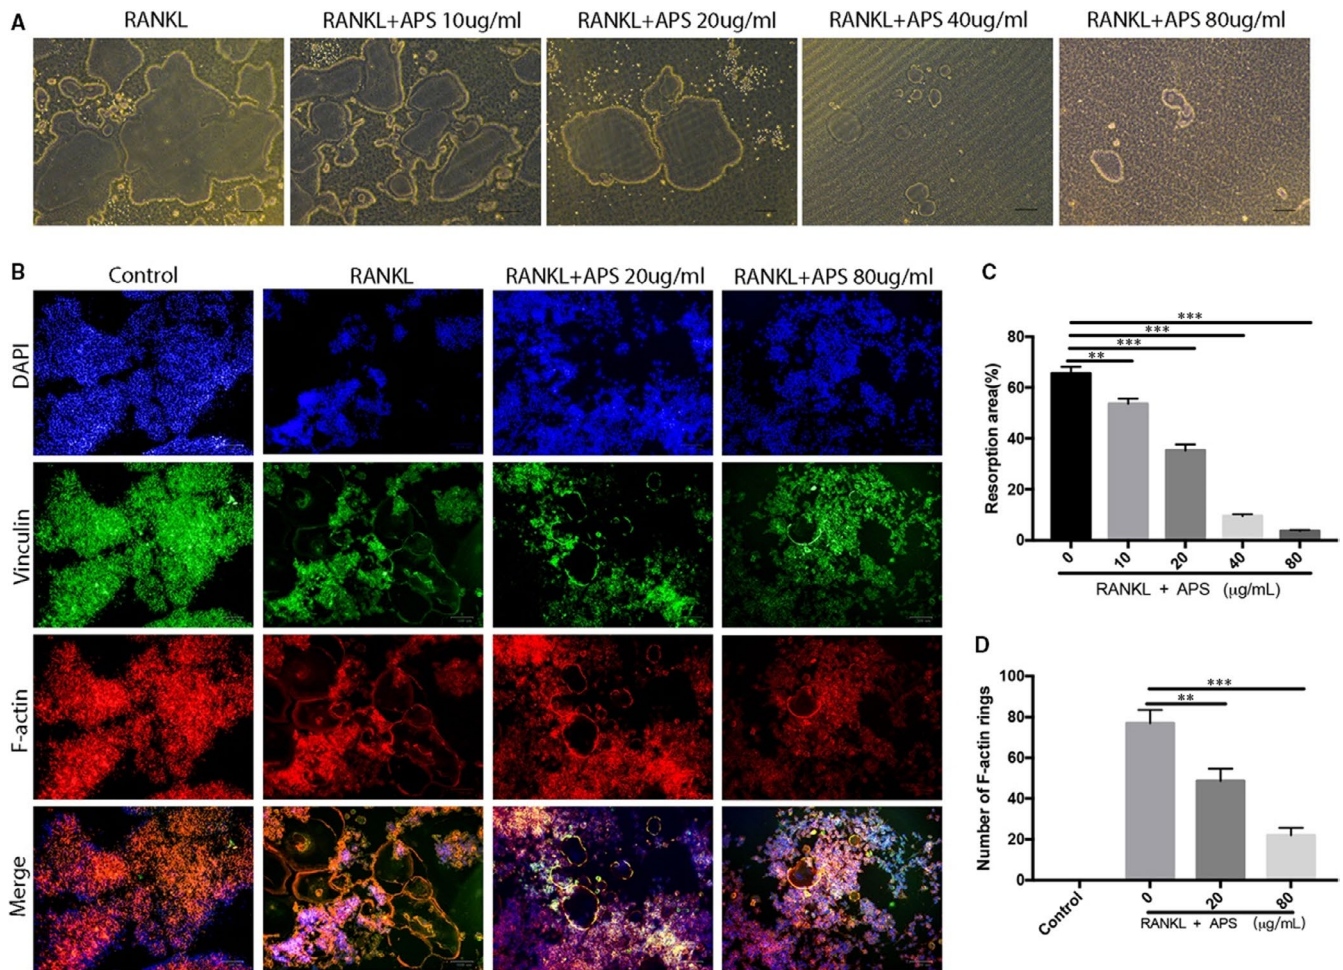 A
RANKL
RANKL+APS 10ug/ml
RANKL+APS 20ug/ml
RANKL+APS 40ug/ml
RANKL+APS 80ug/ml
B
Control
RANKL
RANKL+APS 20ug/ml
RANKL+APS 80ug/ml
DAPI
Vinculin
F-actin
Merge
C
Resorption area(%)
80
60
40
20
0
***
***
***
**
0
10
20
40
80
RANKL + APS (μg/mL)
D
Number of F-actin rings
100
80
60
40
20
0
***
**
Control
0
20
80
RANKL + APS (μg/mL)